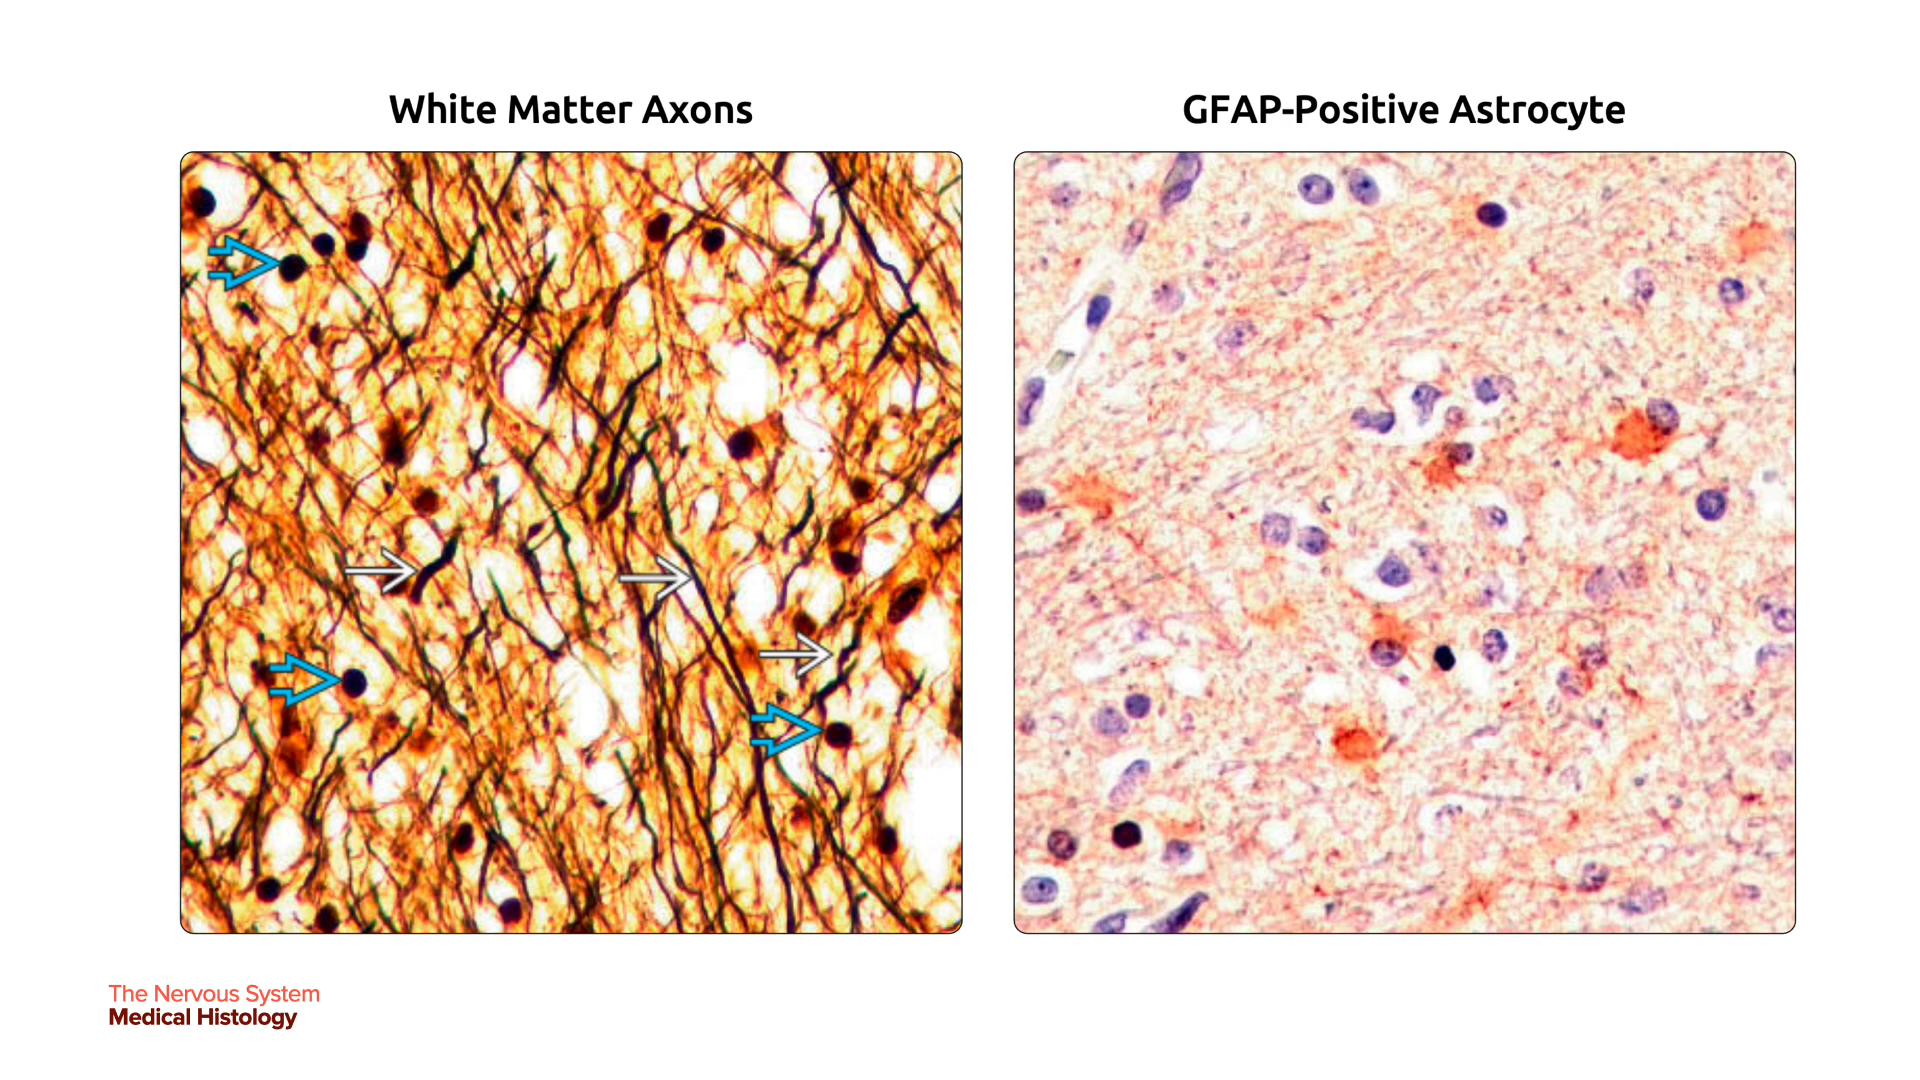 White Matter Axons
GFAP-Positive Astrocyte
The Nervous System
Medical Histology